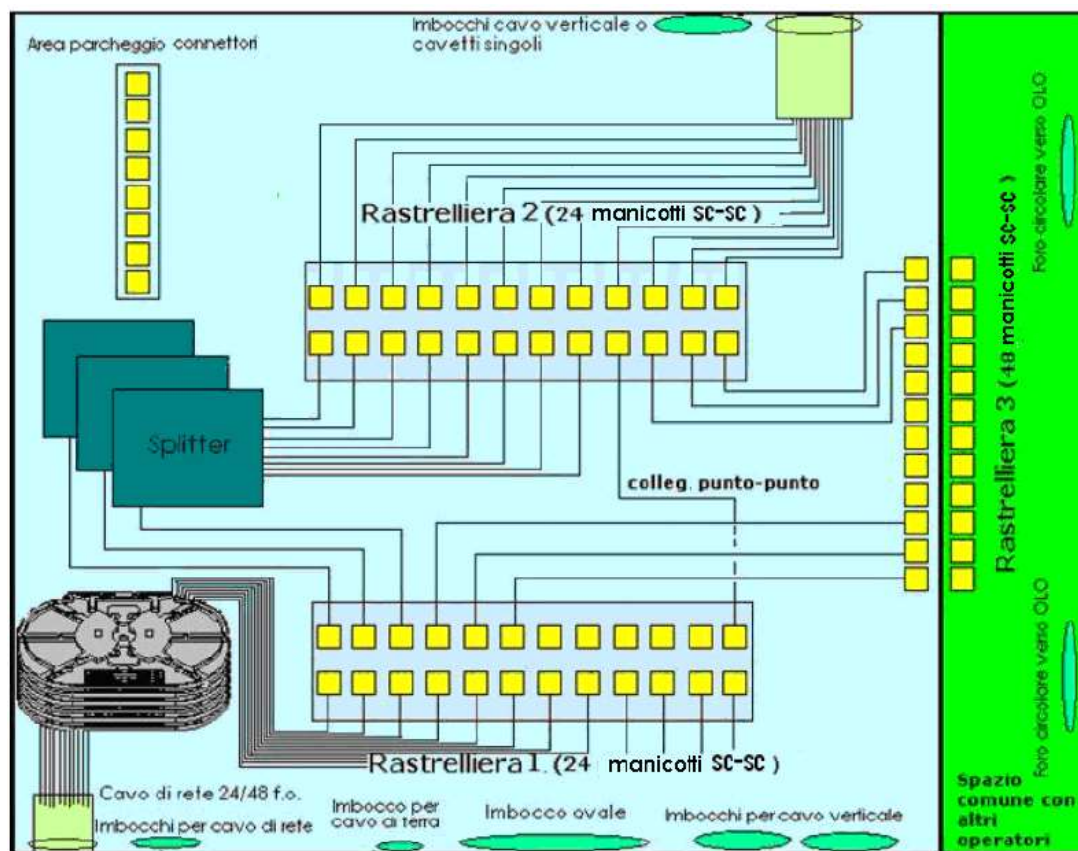 Imbocchi cavo verticale o
cavetti singoli
Area parcheggio connettori
Foro circolare verso OLO
Rastrelliera 2 (24 manicotti SC-SC)
Rastrelliera 3 (48 manicotti SC-SC)
Splitter
colleg. punto-punto
Rastrelliera 1. (24 manicotti SC-SC)
Foro circolare verso OLO
Cavo di rete 24/48 f.o.
Imbocchi per cavo di rete
Imbocco per
cavo di terra
Imbocco ovale
Imbocchi per cavo verticale
Spazio
comune con
altri
operatori